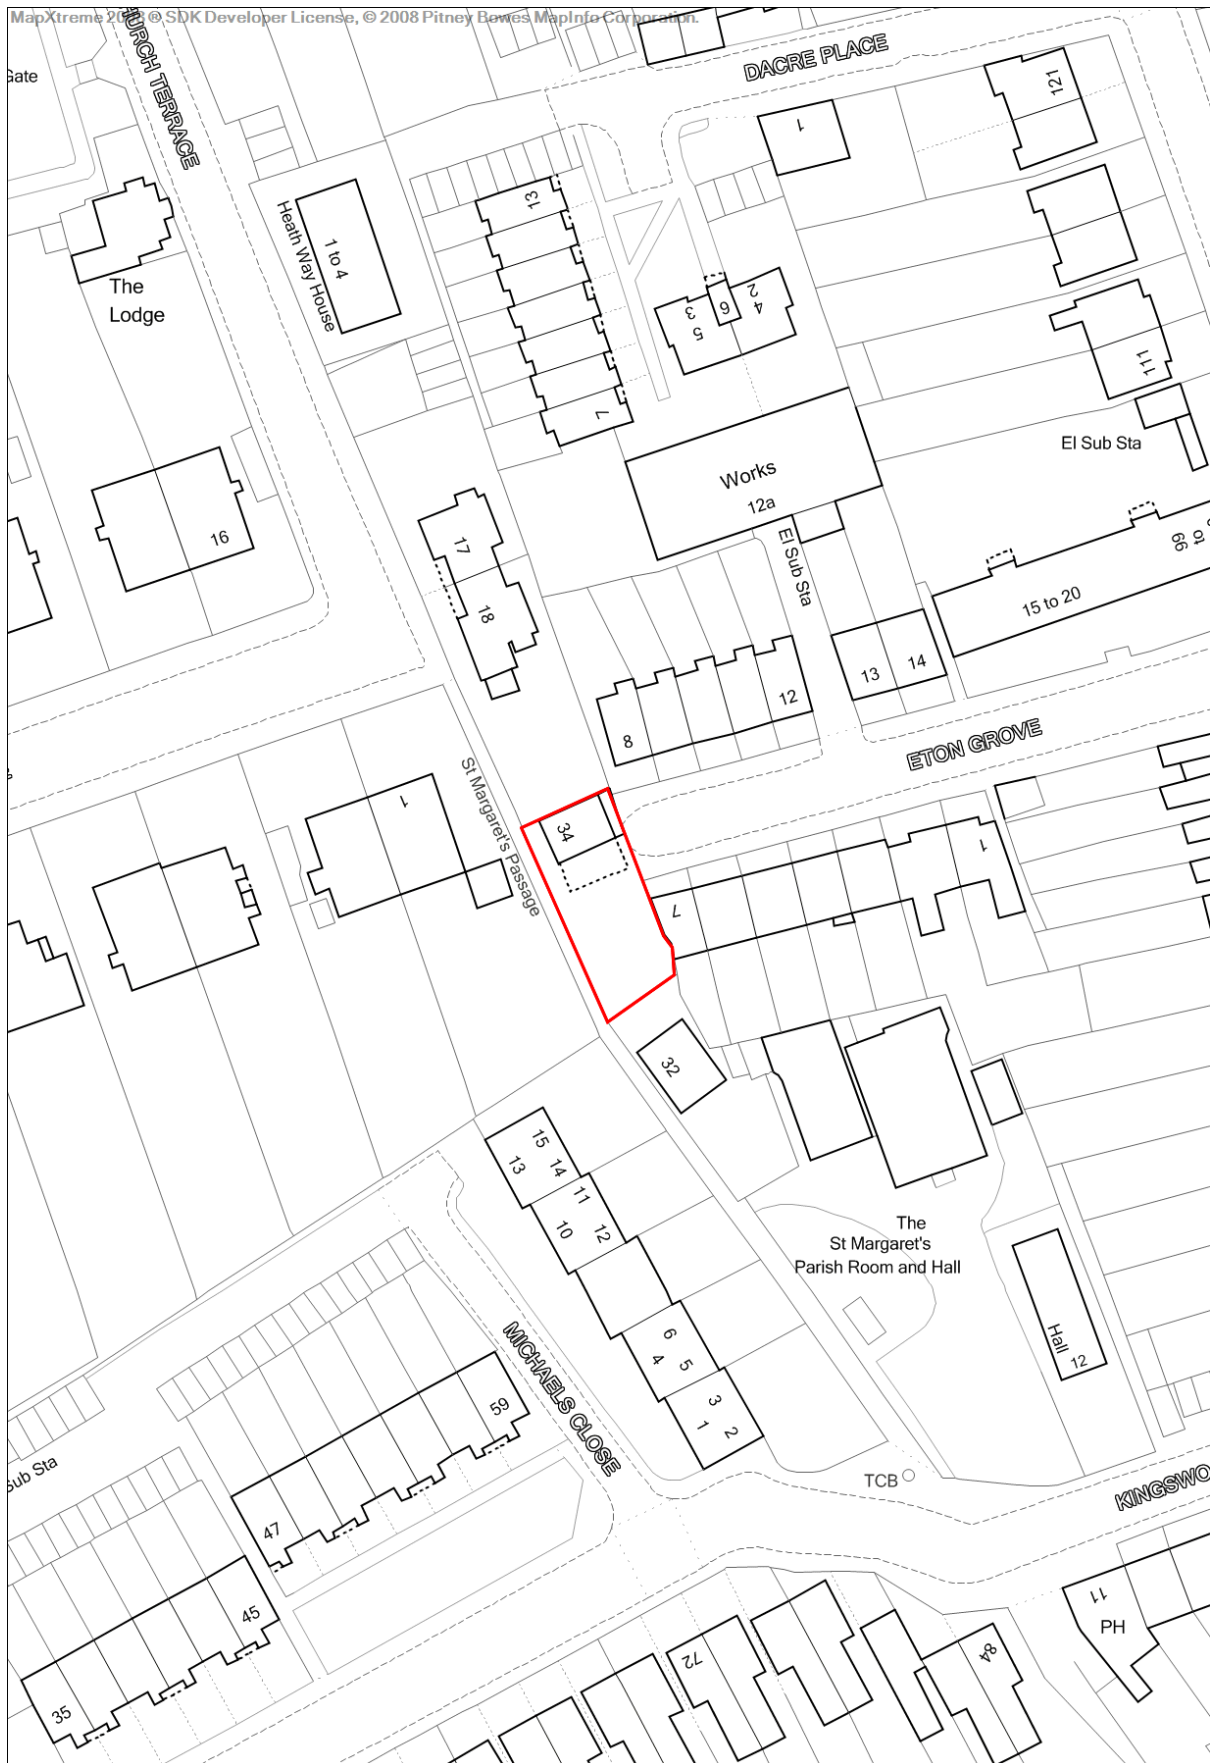 MapXtreme 2008 ® SDK Developer License, © 2008 Pitney Bowes MapInfo Corporation.
DACRE PLACE
Gate
121
1
13
1 to 4
Heath Way House
The
Lodge
2
4
6
3
5
111
7
El Sub Sta
Works
12a
16
17
El Sub Sta
99
to
15 to 20
18
13
14
12
8
ETON GROVE
St Margaret's Passage
1
34
1
7
32
15
14
13
11
12
10
The
St Margaret's
Parish Room and Hall
6
5
4
Hall
12
MICHAELS CLOSE
3
2
1
59
Sub Sta
TCB
47
11
PH
45
72
84
35